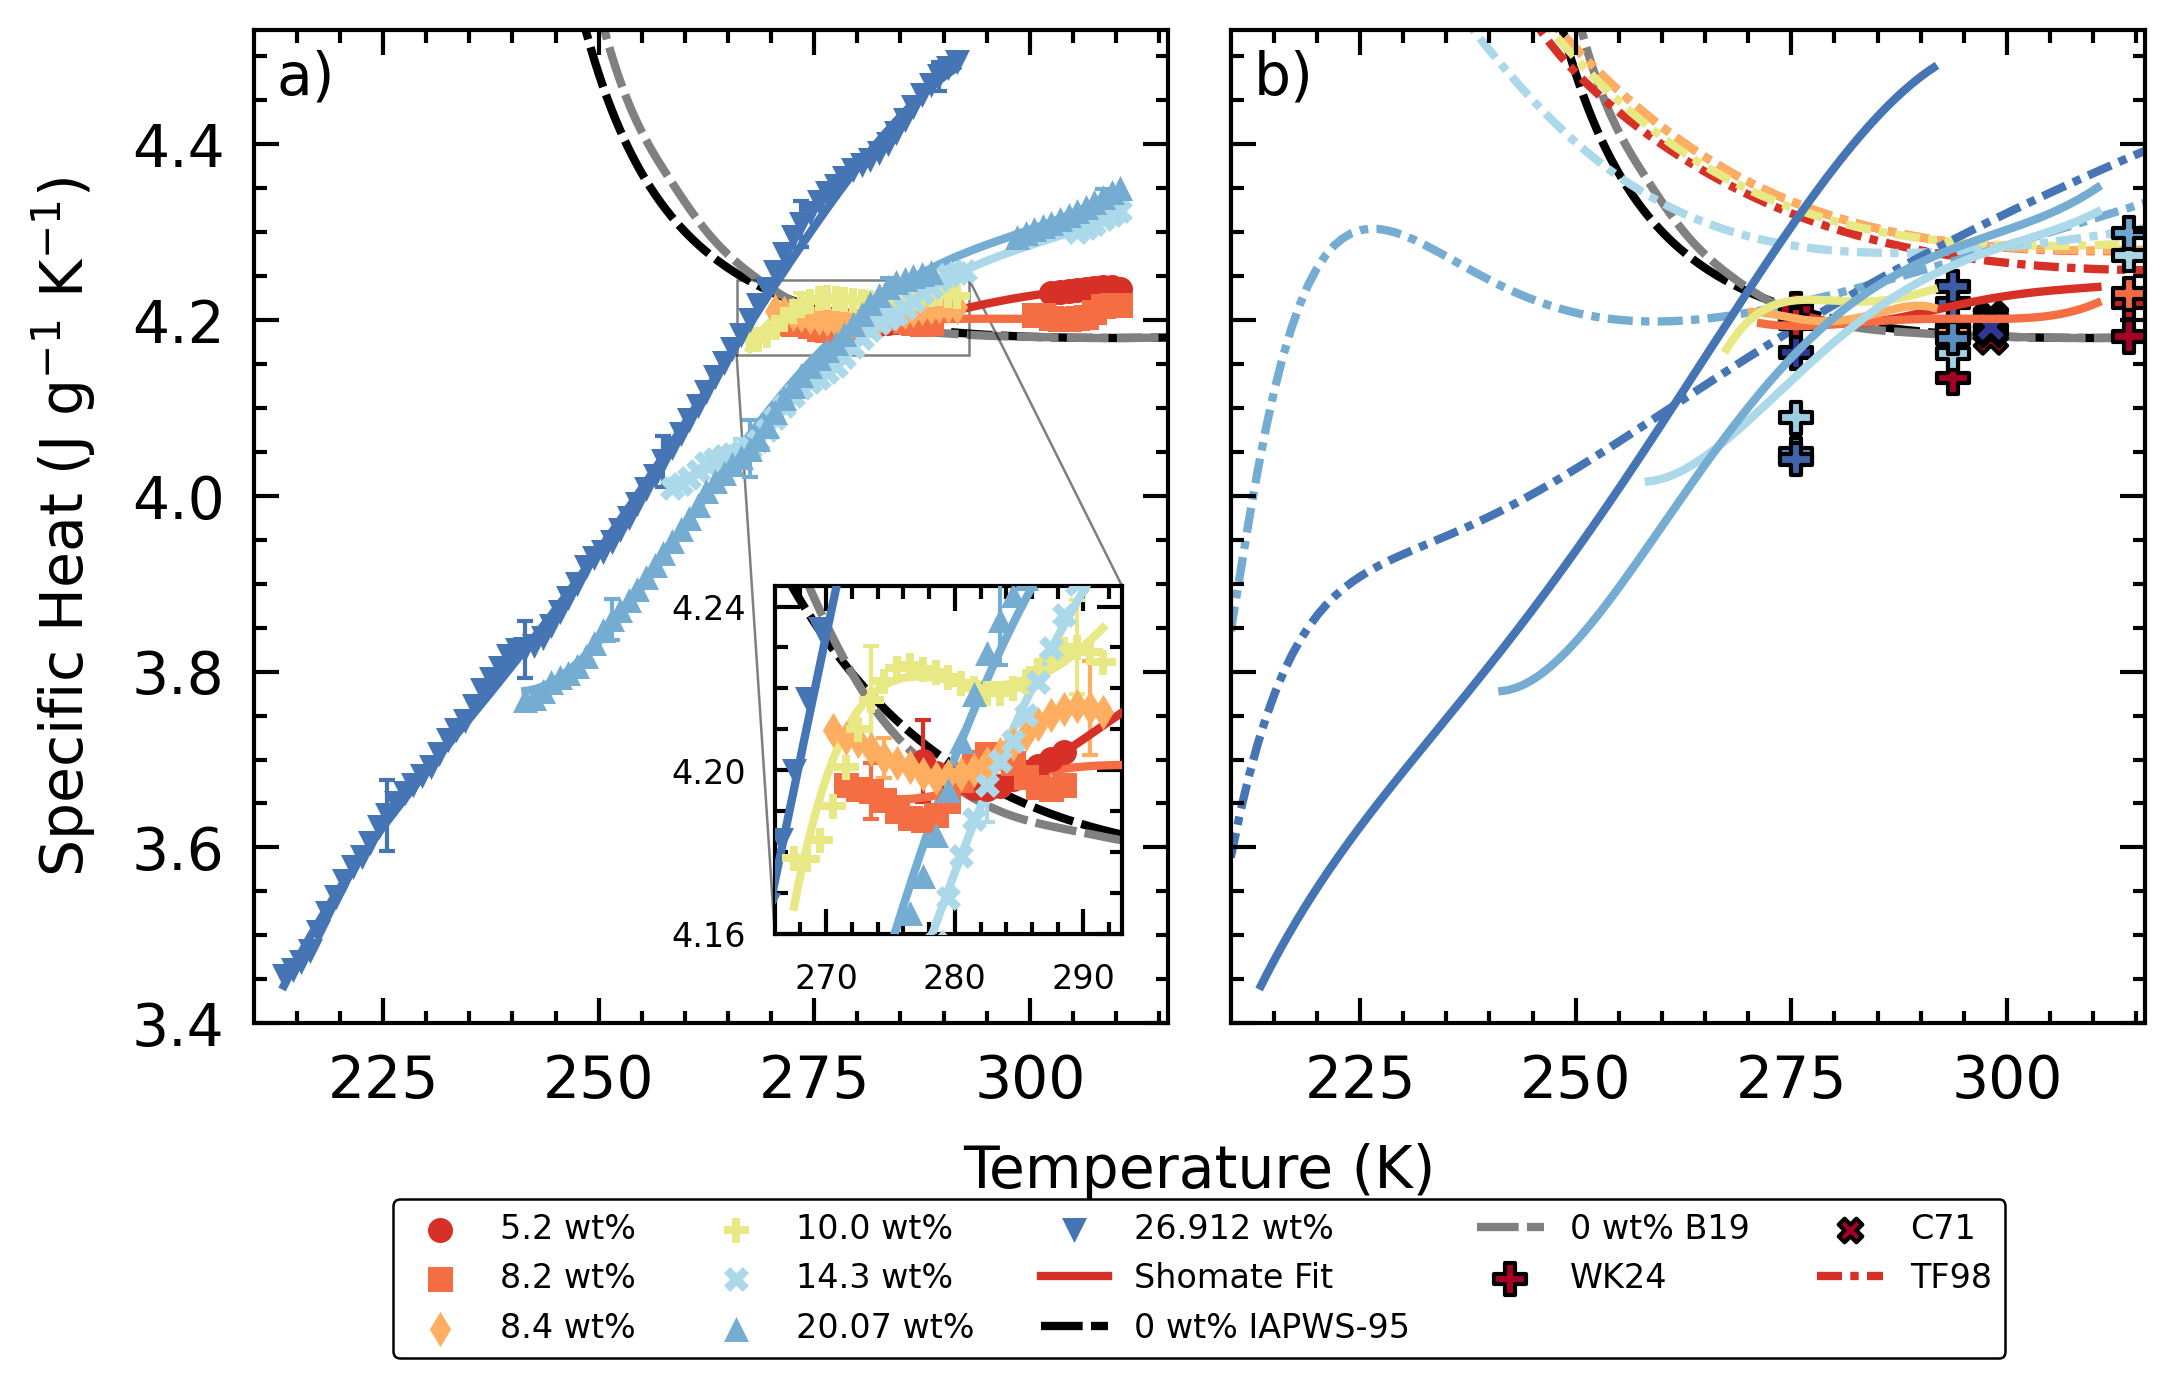 a)
b)
4.4
4.2
4.0
3.8
3.6
3.4
Specific Heat (J g⁻¹ K⁻¹)
4.24
4.20
4.16
270 280 290
225 250 275 300
225 250 275 300
Temperature (K)
5.2 wt%
8.2 wt%
8.4 wt%
10.0 wt%
14.3 wt%
20.07 wt%
26.912 wt%
Shomate Fit
0 wt% IAPWS-95
0 wt% B19
WK24
C71
TF98